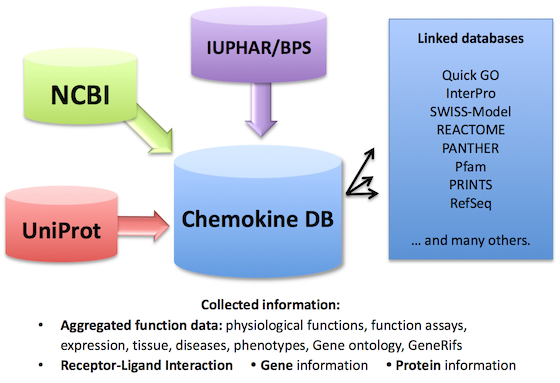 IUPHAR/BPS
NCBI
UniProt
Chemokine DB
Linked databases
Quick GO
InterPro
SWISS-Model
REACTOME
PANTHER
Pfam
PRINTS
RefSeq
... and many others.
Collected information:
• Aggregated function data: physiological functions, function assays,
expression, tissue, diseases, phenotypes, Gene ontology, GeneRifs
• Receptor-Ligand Interaction • Gene information • Protein information